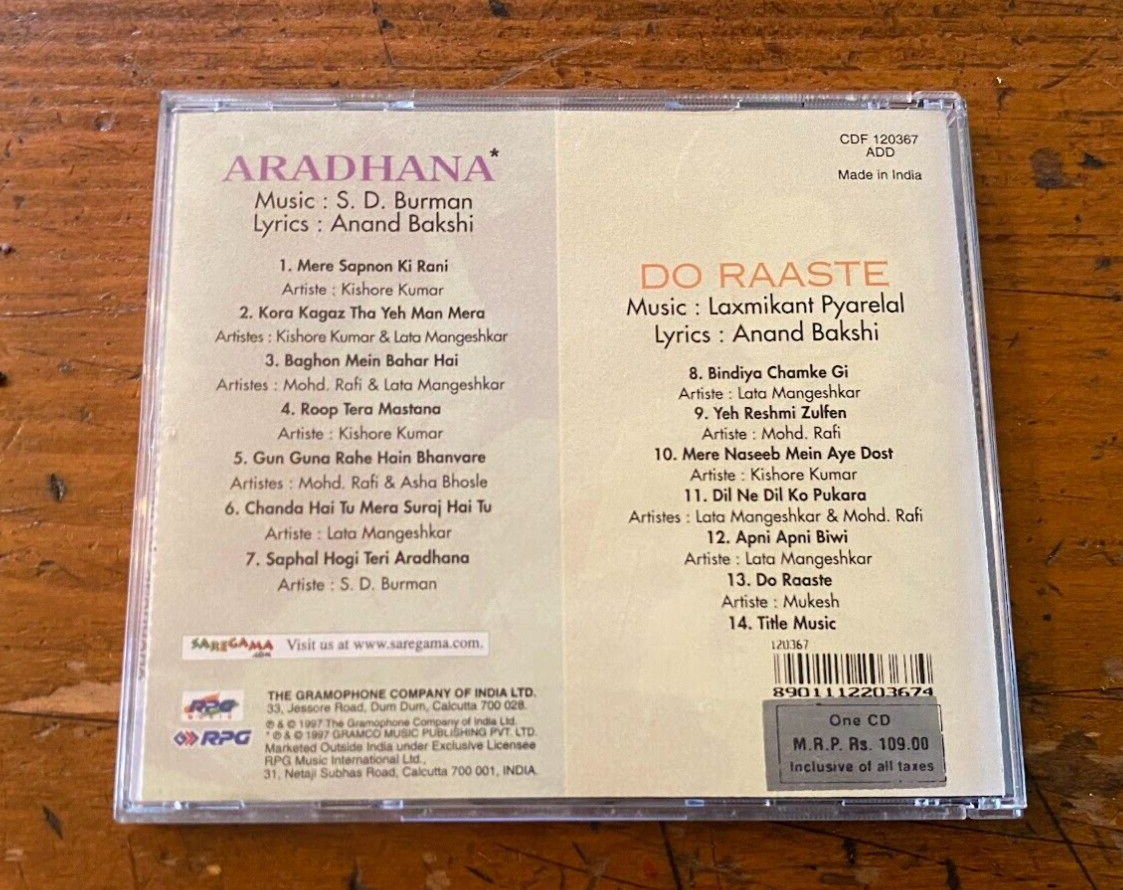 ARADHANA*
Music : S. D. Burman
Lyrics : Anand Bakshi
1. Mere Sapnon Ki Rani
Artiste : Kishore Kumar
2. Kora Kagaz Tha Yeh Man Mera
Artistes : Kishore Kumar & Lata Mangeshkar
3. Baghon Mein Bahar Hai
Artistes : Mohd. Rafi & Lata Mangeshkar
4. Roop Tera Mastana
Artiste : Kishore Kumar
5. Gun Guna Rahe Hain Bhanvare
Artistes : Mohd. Rafi & Asha Bhosle
6. Chanda Hai Tu Mera Suraj Hai Tu
Artiste : Lata Mangeshkar
7. Saphal Hogi Teri Aradhana
Artiste : S. D. Burman
SAREGAMA.com Visit us at www.saregama.com.
RPG
RPG
THE GRAMOPHONE COMPANY OF INDIA LTD.
33, Jessore Road, Dum Dum, Calcutta 700 028.
℗ & © 1997 The Gramophone Company of India Ltd.
* ℗ & © 1997 GRAMCO MUSIC PUBLISHING PVT. LTD.
Marketed Outside India under Exclusive Licensee
RPG Music International Ltd.,
31, Netaji Subhas Road, Calcutta 700 001, INDIA.
CDF 120367
ADD
Made in India
DO RAASTE
Music : Laxmikant Pyarelal
Lyrics : Anand Bakshi
8. Bindiya Chamke Gi
Artiste : Lata Mangeshkar
9. Yeh Reshmi Zulfen
Artiste : Mohd. Rafi
10. Mere Naseeb Mein Aye Dost
Artiste : Kishore Kumar
11. Dil Ne Dil Ko Pukara
Artistes : Lata Mangeshkar & Mohd. Rafi
12. Apni Apni Biwi
Artiste : Lata Mangeshkar
13. Do Raaste
Artiste : Mukesh
14. Title Music
120367
8901112203674
One CD
M.R.P. Rs. 109.00
Inclusive of all taxes